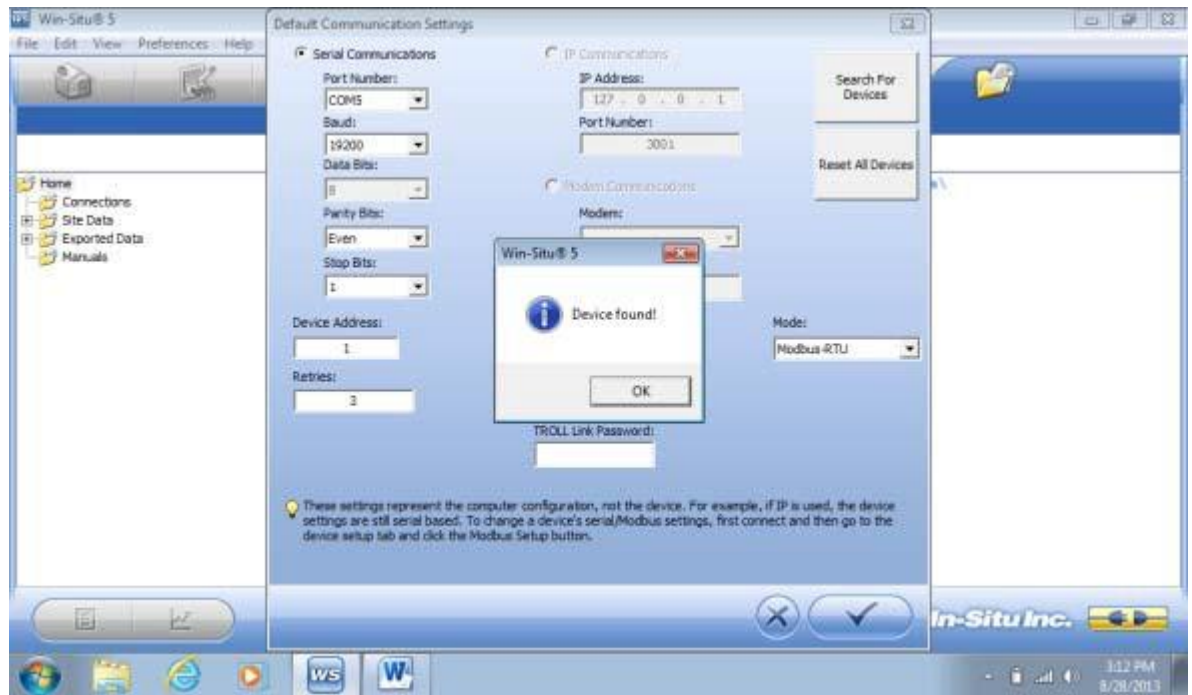 Win-Situ® 5
File Edit View Preferences Help
Home
Connections
Site Data
Exported Data
Manuals
Default Communication Settings
Serial Communications
Port Number:
COM5
Baud:
19200
Data Bits:
8
Parity Bits:
Even
Stop Bits:
1
Device Address:
1
Retries:
3
IP Communications
IP Address:
127 . 0 . 0 . 1
Port Number:
3001
Modem Communications
Modem:
Search For
Devices
Reset All Devices
Mode:
Modbus-RTU
Win-Situ® 5
Device found!
OK
TROLL Link Password:
These settings represent the computer configuration, not the device. For example, if IP is used, the device
settings are still serial based. To change a device's serial/Modbus settings, first connect and then go to the
device setup tab and click the Modbus Setup button.
In-Situ Inc.
WS
W
3:12 PM
8/28/2013